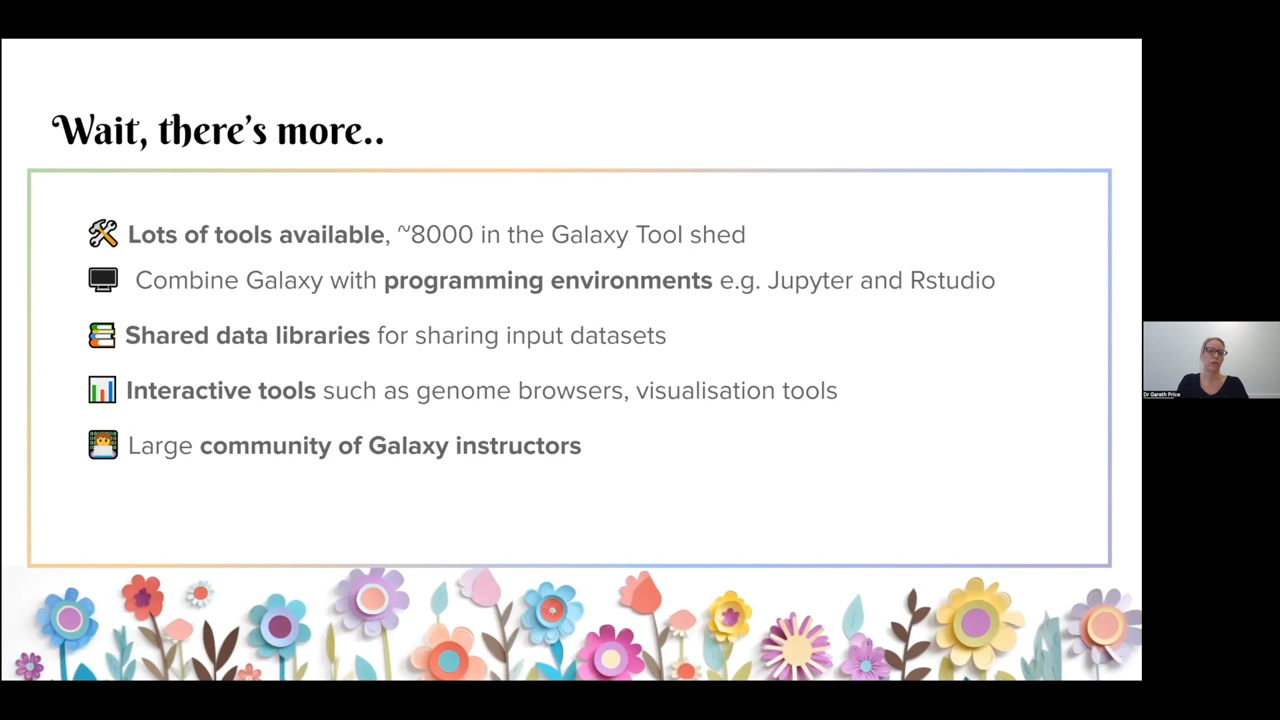 Wait, there's more..
Lots of tools available, ~8000 in the Galaxy Tool shed
Combine Galaxy with programming environments e.g. Jupyter and Rstudio
Shared data libraries for sharing input datasets
Interactive tools such as genome browsers, visualisation tools
Large community of Galaxy instructors
Dr Gareth Price